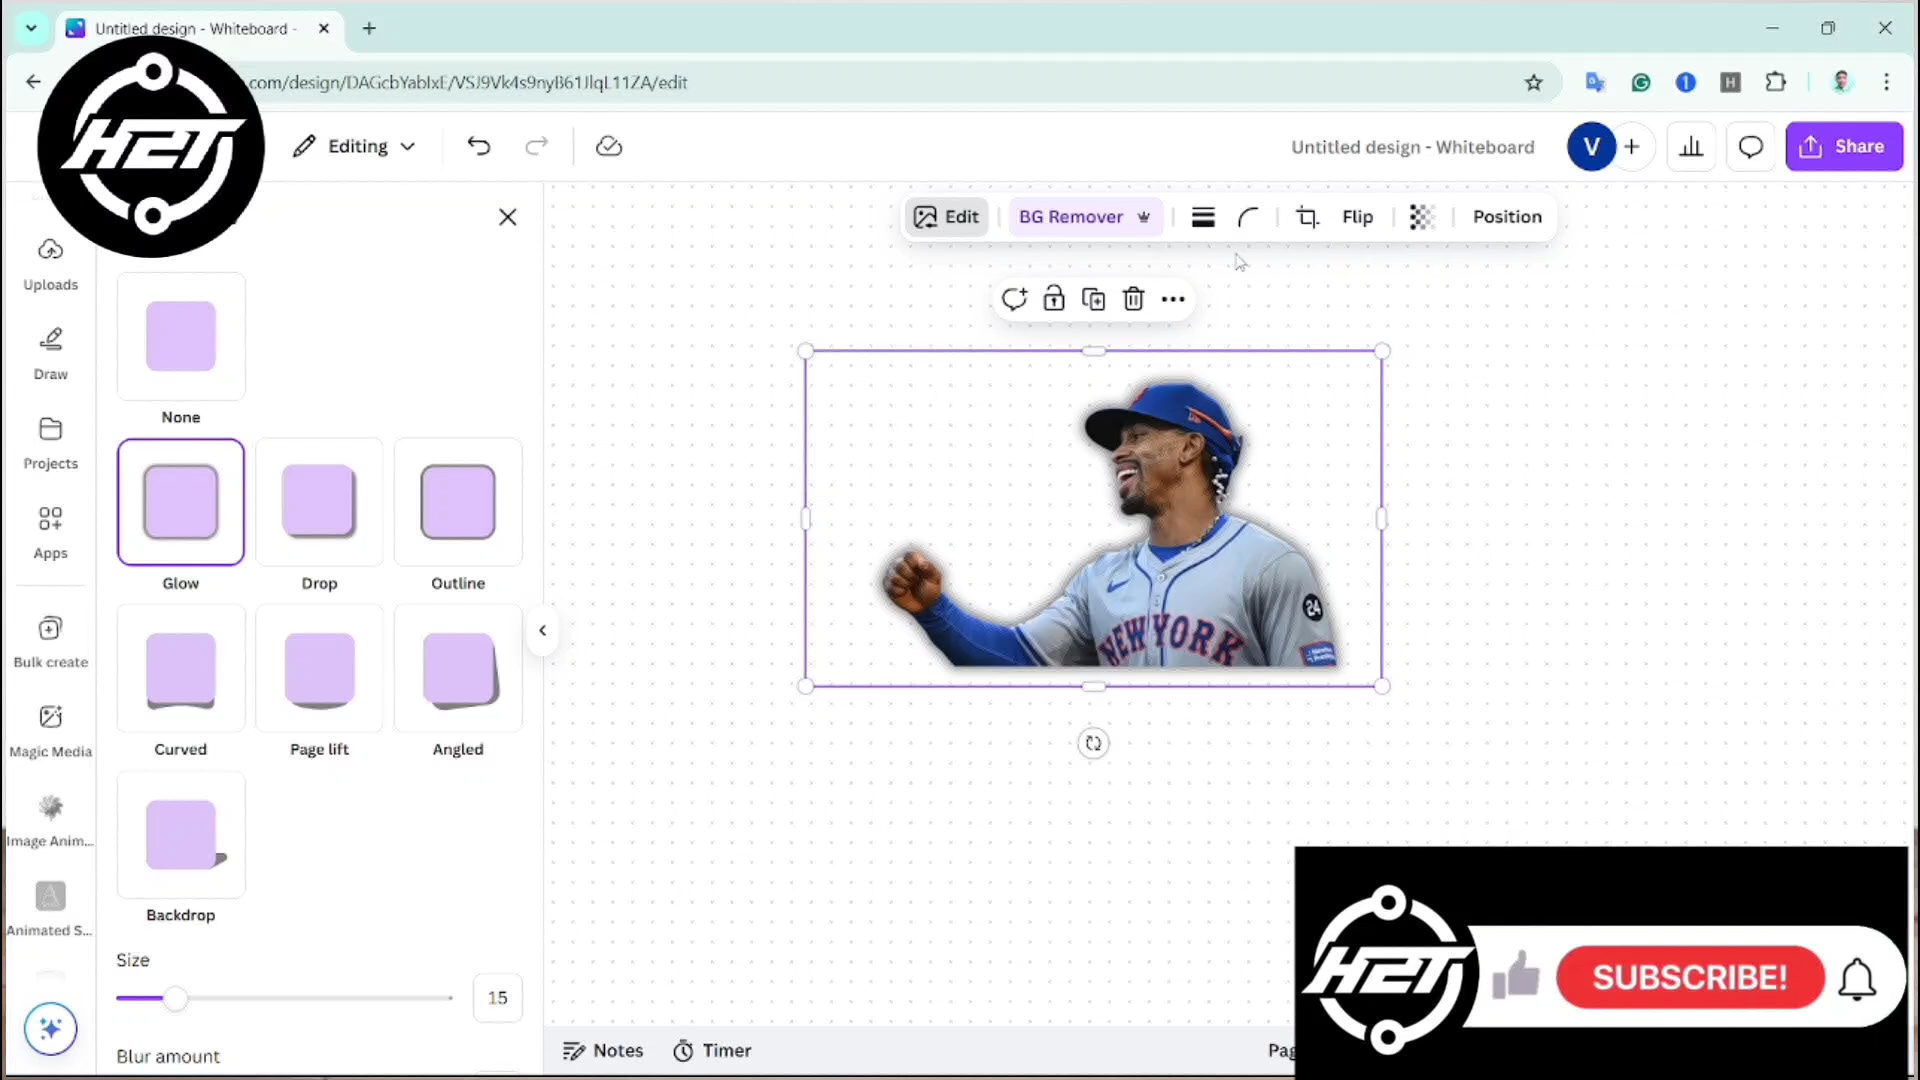 Untitled design - Whiteboard -
com/design/DAGcbYablxE/VSJ9Vk4s9nyB61JlqL11ZA/edit
H2T
Editing
Untitled design - Whiteboard
V
Share
Edit
BG Remover
Flip
Position
Uploads
Draw
Projects
Apps
Bulk create
Magic Media
Image Anim...
Animated S...
None
Glow
Drop
Outline
Curved
Page lift
Angled
Backdrop
Size
15
Blur amount
NEW YORK
24
Notes
Timer
Pag
H2T
SUBSCRIBE!